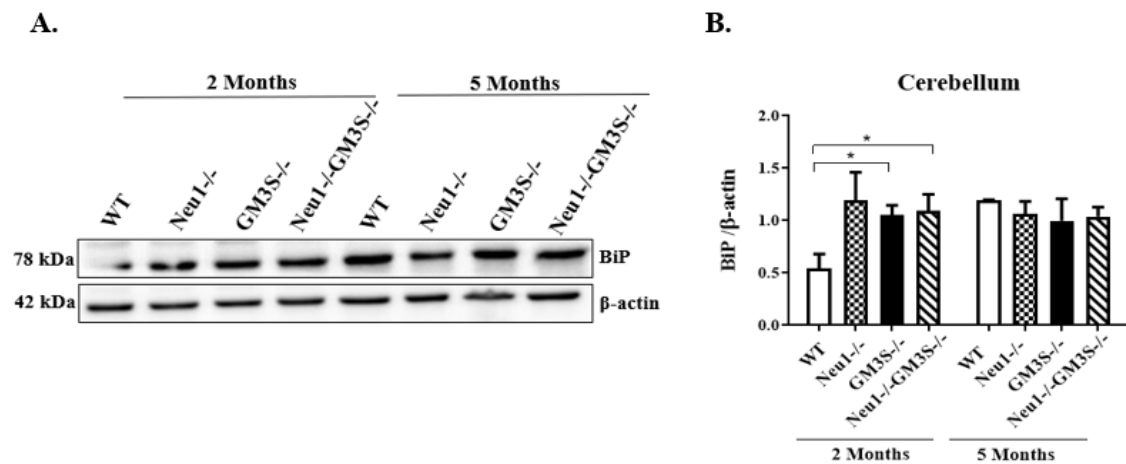 A.
2 Months
5 Months
WT
Neu1-/-
GM3S-/-
Neu1-/-GM3S-/-
WT
Neu1-/-
GM3S-/-
Neu1-/-GM3S-/-
78 kDa
BiP
42 kDa
β-actin
B.
Cerebellum
BiP /β-actin
2.0
1.5
1.0
0.5
0.0
*
*
WT
Neu1-/-
GM3S-/-
Neu1-/-GM3S-/-
WT
Neu1-/-
GM3S-/-
Neu1-/-GM3S-/-
2 Months
5 Months